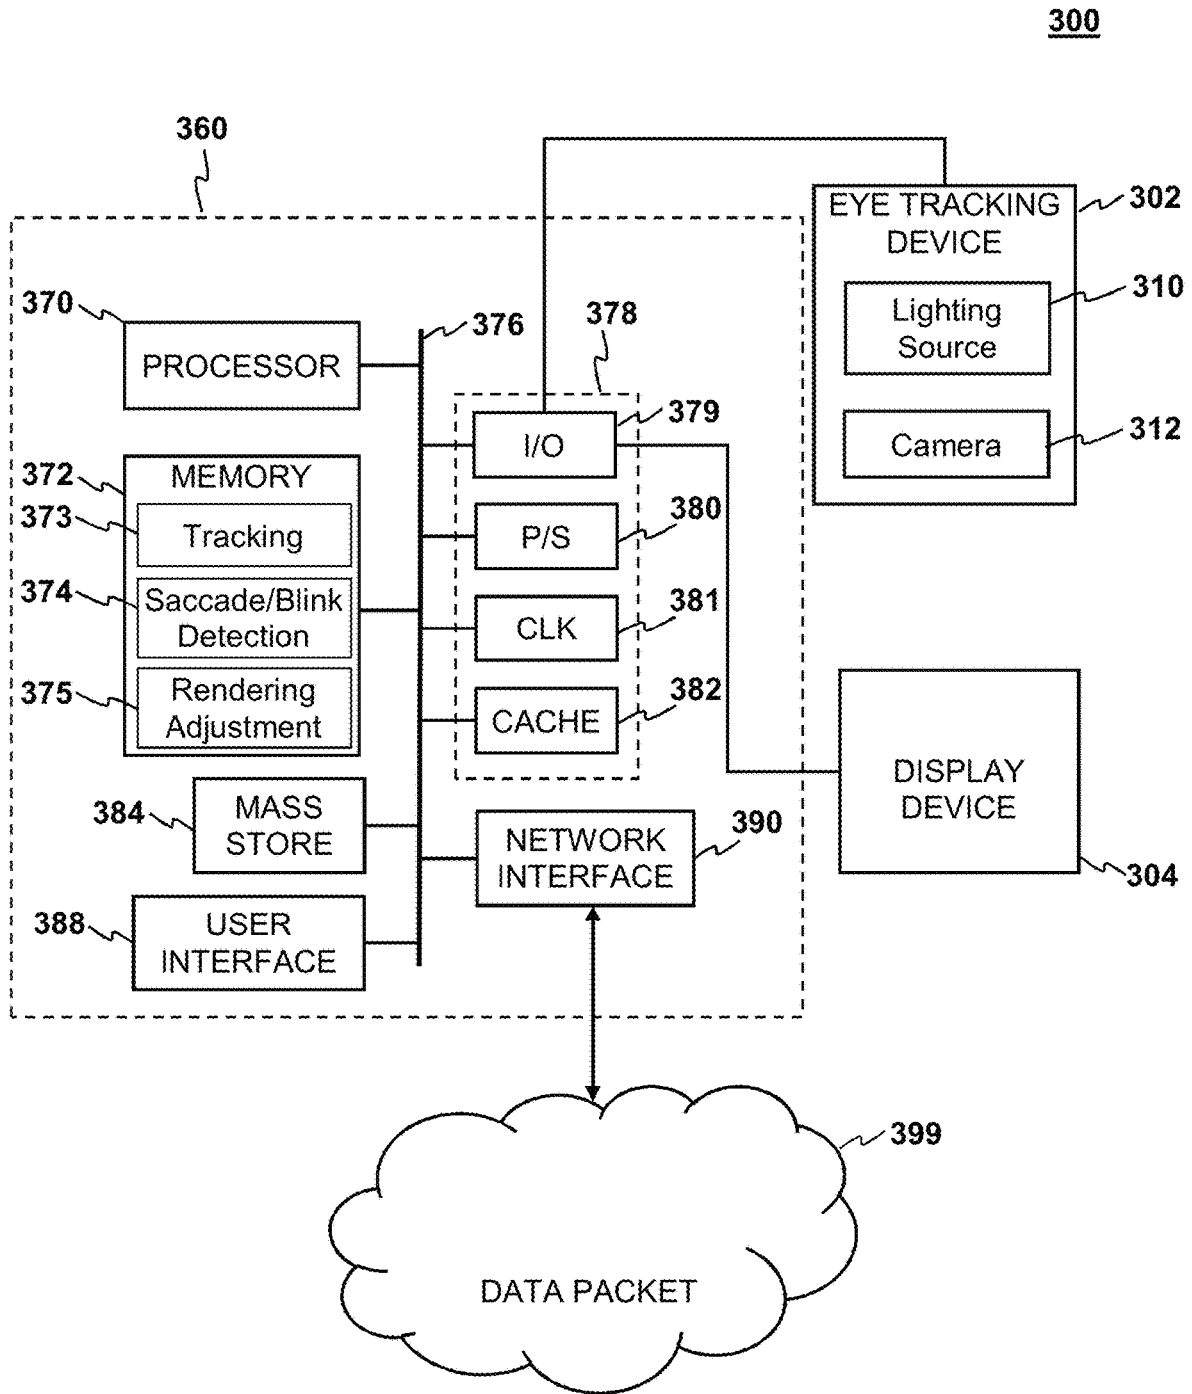 300
360
302
EYE TRACKING
DEVICE
310
Lighting
Source
312
Camera
370
PROCESSOR
376
378
379
I/O
372
MEMORY
373
Tracking
380
P/S
374
Saccade/Blink
Detection
381
CLK
375
Rendering
Adjustment
382
CACHE
DISPLAY
DEVICE
304
384
MASS
STORE
390
NETWORK
INTERFACE
388
USER
INTERFACE
399
DATA PACKET